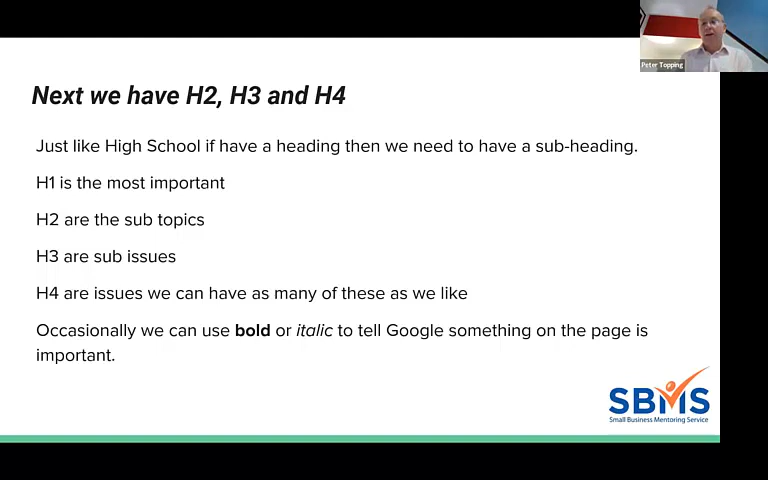 Peter Topping
Next we have H2, H3 and H4
Just like High School if have a heading then we need to have a sub-heading.
H1 is the most important
H2 are the sub topics
H3 are sub issues
H4 are issues we can have as many of these as we like
Occasionally we can use bold or italic to tell Google something on the page is
important.
SBMS
Small Business Mentoring Service